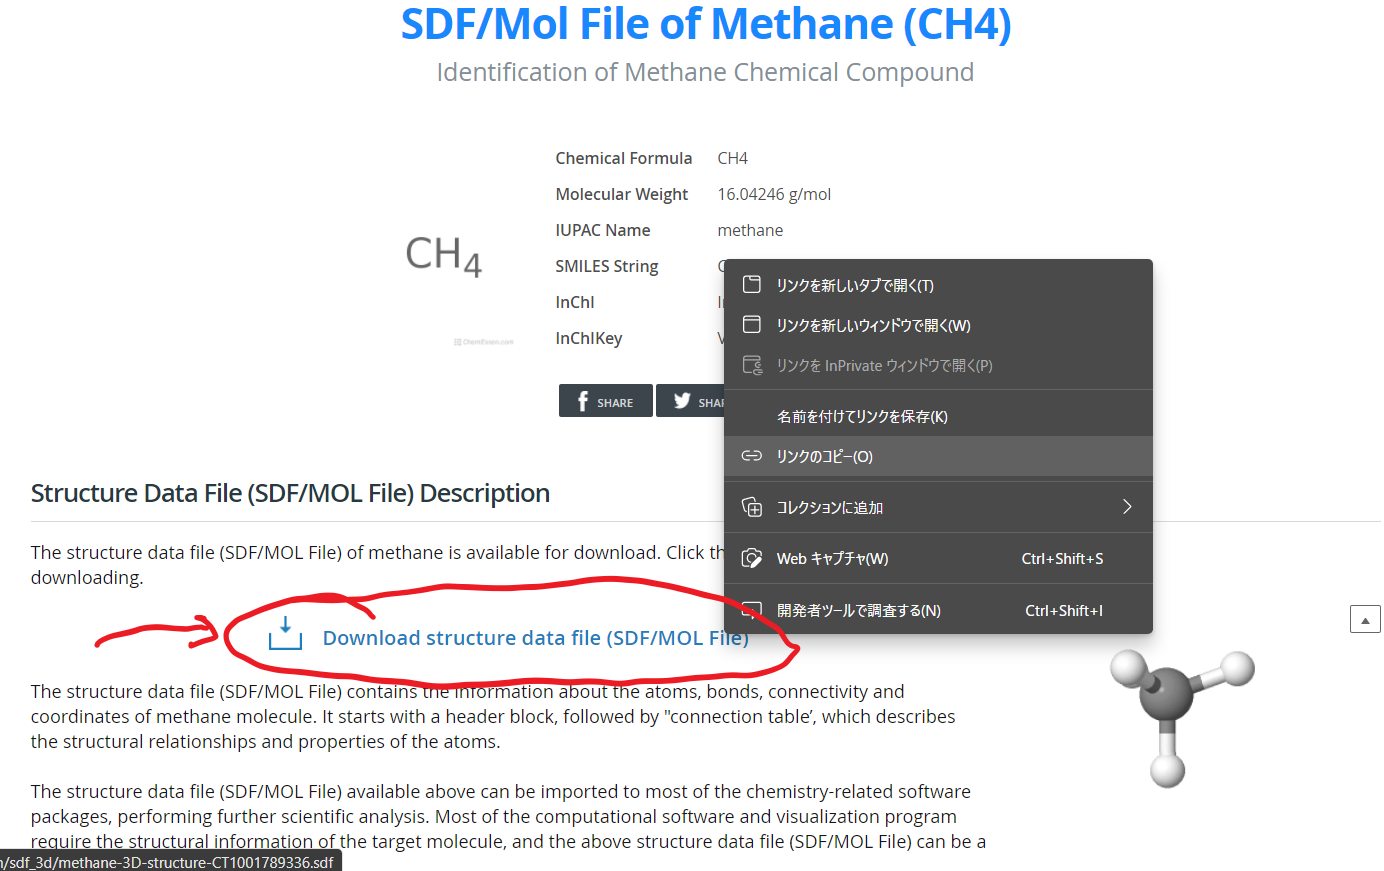 SDF/Mol File of Methane (CH4)
Identification of Methane Chemical Compound
Chemical Formula CH4
Molecular Weight 16.04246 g/mol
IUPAC Name methane
SMILES String
InChI
InChIKey
CH4
ChemEssen.com
SHARE
リンクを新しいタブで開く(T)
リンクを新しいウィンドウで開く(W)
リンクを InPrivate ウィンドウで開く(P)
名前を付けてリンクを保存(K)
リンクのコピー(O)
コレクションに追加
Web キャプチャ(W) Ctrl+Shift+S
開発者ツールで調査する(N) Ctrl+Shift+I
Structure Data File (SDF/MOL File) Description
The structure data file (SDF/MOL File) of methane is available for download. Click
downloading.
Download structure data file (SDF/MOL File)
The structure data file (SDF/MOL File) contains the information about the atoms, bonds, connectivity and
coordinates of methane molecule. It starts with a header block, followed by "connection table’, which describes
the structural relationships and properties of the atoms.
The structure data file (SDF/MOL File) available above can be imported to most of the chemistry-related software
packages, performing further scientific analysis. Most of the computational software and visualization program
require the structural information of the target molecule, and the above structure data file (SDF/MOL File) can be a
/sdf_3d/methane-3D-structure-CT1001789336.sdf